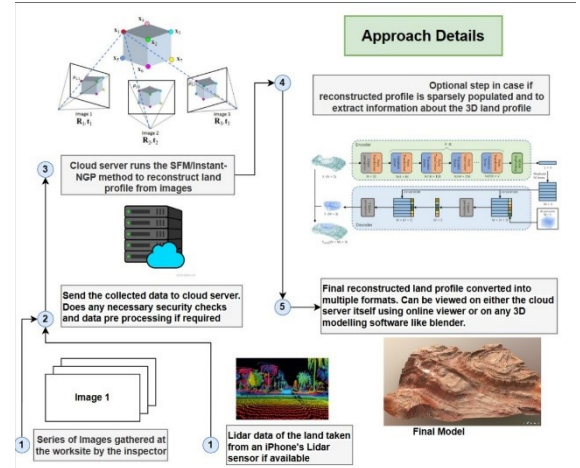 Approach Details
Image 1
R₁,t₁
Image 2
R₂,t₂
Image 3
4
Optional step in case if
reconstructed profile is sparsely populated and to
extract information about the 3D land profile
Encoder
Decoder
3
Cloud server runs the SFM/Instant-
NGP method to reconstruct land
profile from images
2
Send the collected data to cloud server.
Does any necessary security checks
and data pre processing if required
5
Final reconstructed land profile converted into
multiple formats. Can be viewed on either the cloud
server itself using online viewer or on any 3D
modelling software like blender.
Image 1
1
Series of Images gathered at
the worksite by the inspector
1
Lidar data of the land taken
from an iPhone's Lidar
sensor if available
Final Model